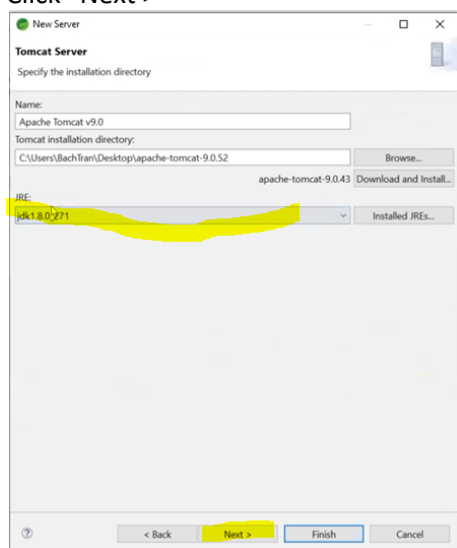 Click "Next >"
New Server
Tomcat Server
Specify the installation directory
Name:
Apache Tomcat v9.0
Tomcat installation directory:
C:\Users\BachTran\Desktop\apache-tomcat-9.0.52 Browse...
apache-tomcat-9.0.43 Download and Install...
JRE:
jdk1.8.0_271 Installed JREs...
? < Back Next > Finish Cancel